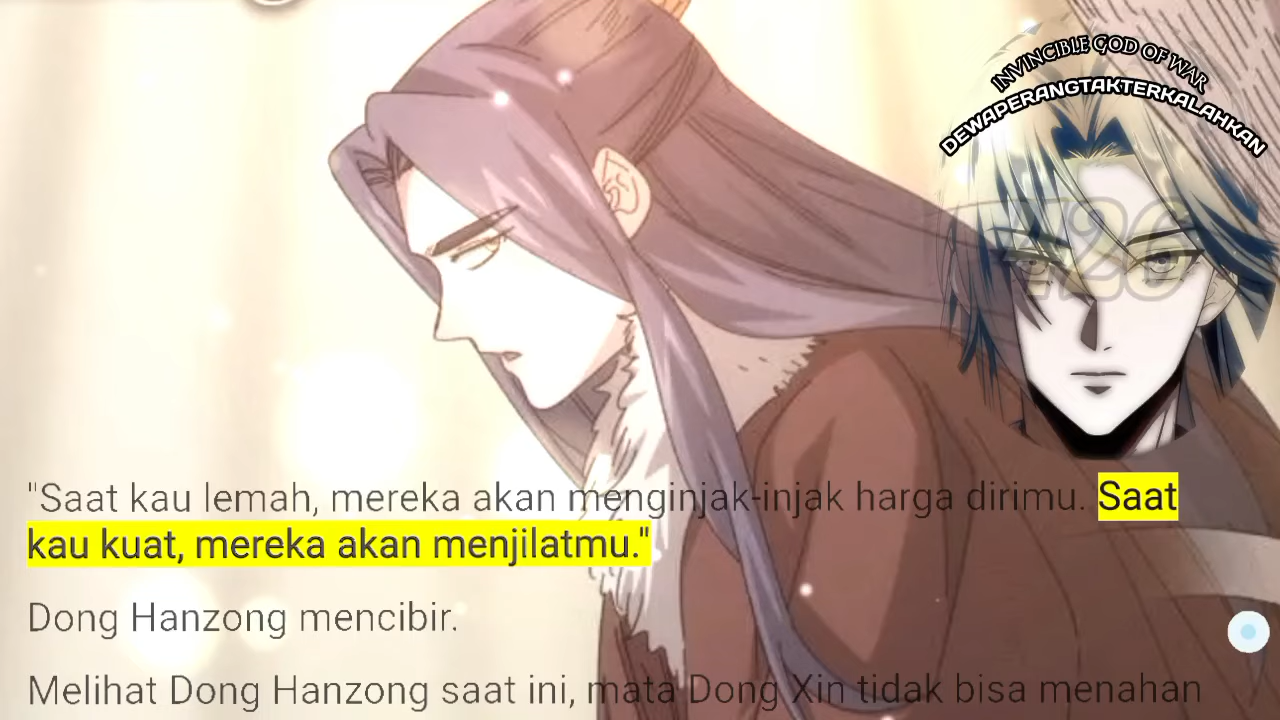 INVINCIBLE GOD OF WAR
DEWAPERANGTAKTERKALAHKAN
426
"Saat kau lemah, mereka akan menginjak-injak harga dirimu. Saat
kau kuat, mereka akan menjilatmu."
Dong Hanzong mencibir.
Melihat Dong Hanzong saat ini, mata Dong Xin tidak bisa menahan